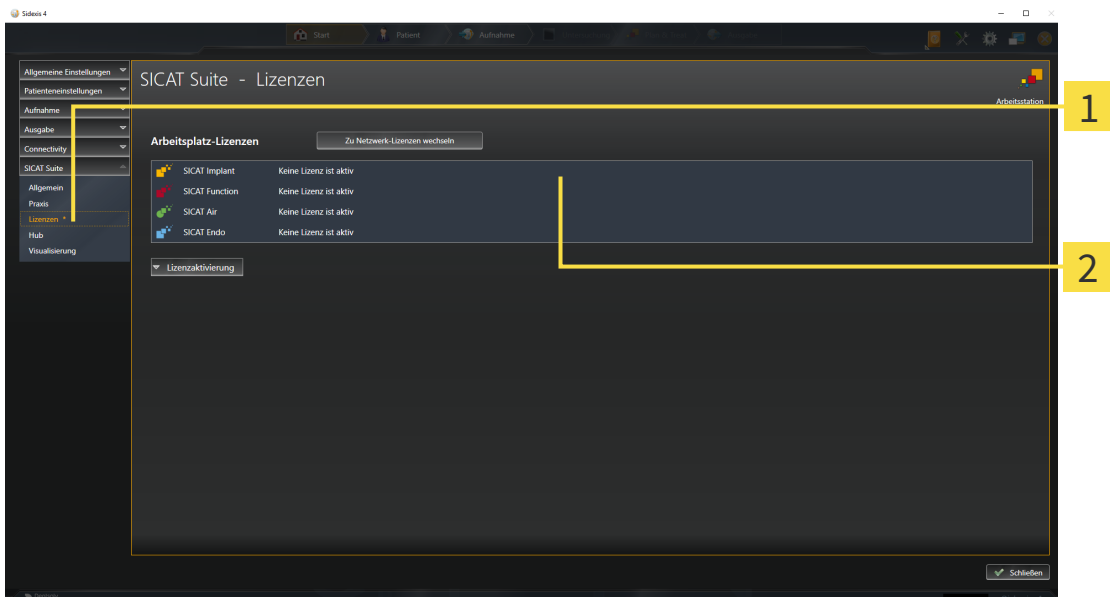 Sidexis 4
Start
Patient
Aufnahme
Allgemeine Einstellungen
Patienteneinstellungen
Aufnahme
Ausgabe
Connectivity
SICAT Suite
Allgemein
Praxis
Lizenzen *
Hub
Visualisierung
SICAT Suite - Lizenzen
Arbeitsstation
Arbeitsplatz-Lizenzen
Zu Netzwerk-Lizenzen wechseln
SICAT Implant Keine Lizenz ist aktiv
SICAT Function Keine Lizenz ist aktiv
SICAT Air Keine Lizenz ist aktiv
SICAT Endo Keine Lizenz ist aktiv
Lizenzaktivierung
Schließen
1
2